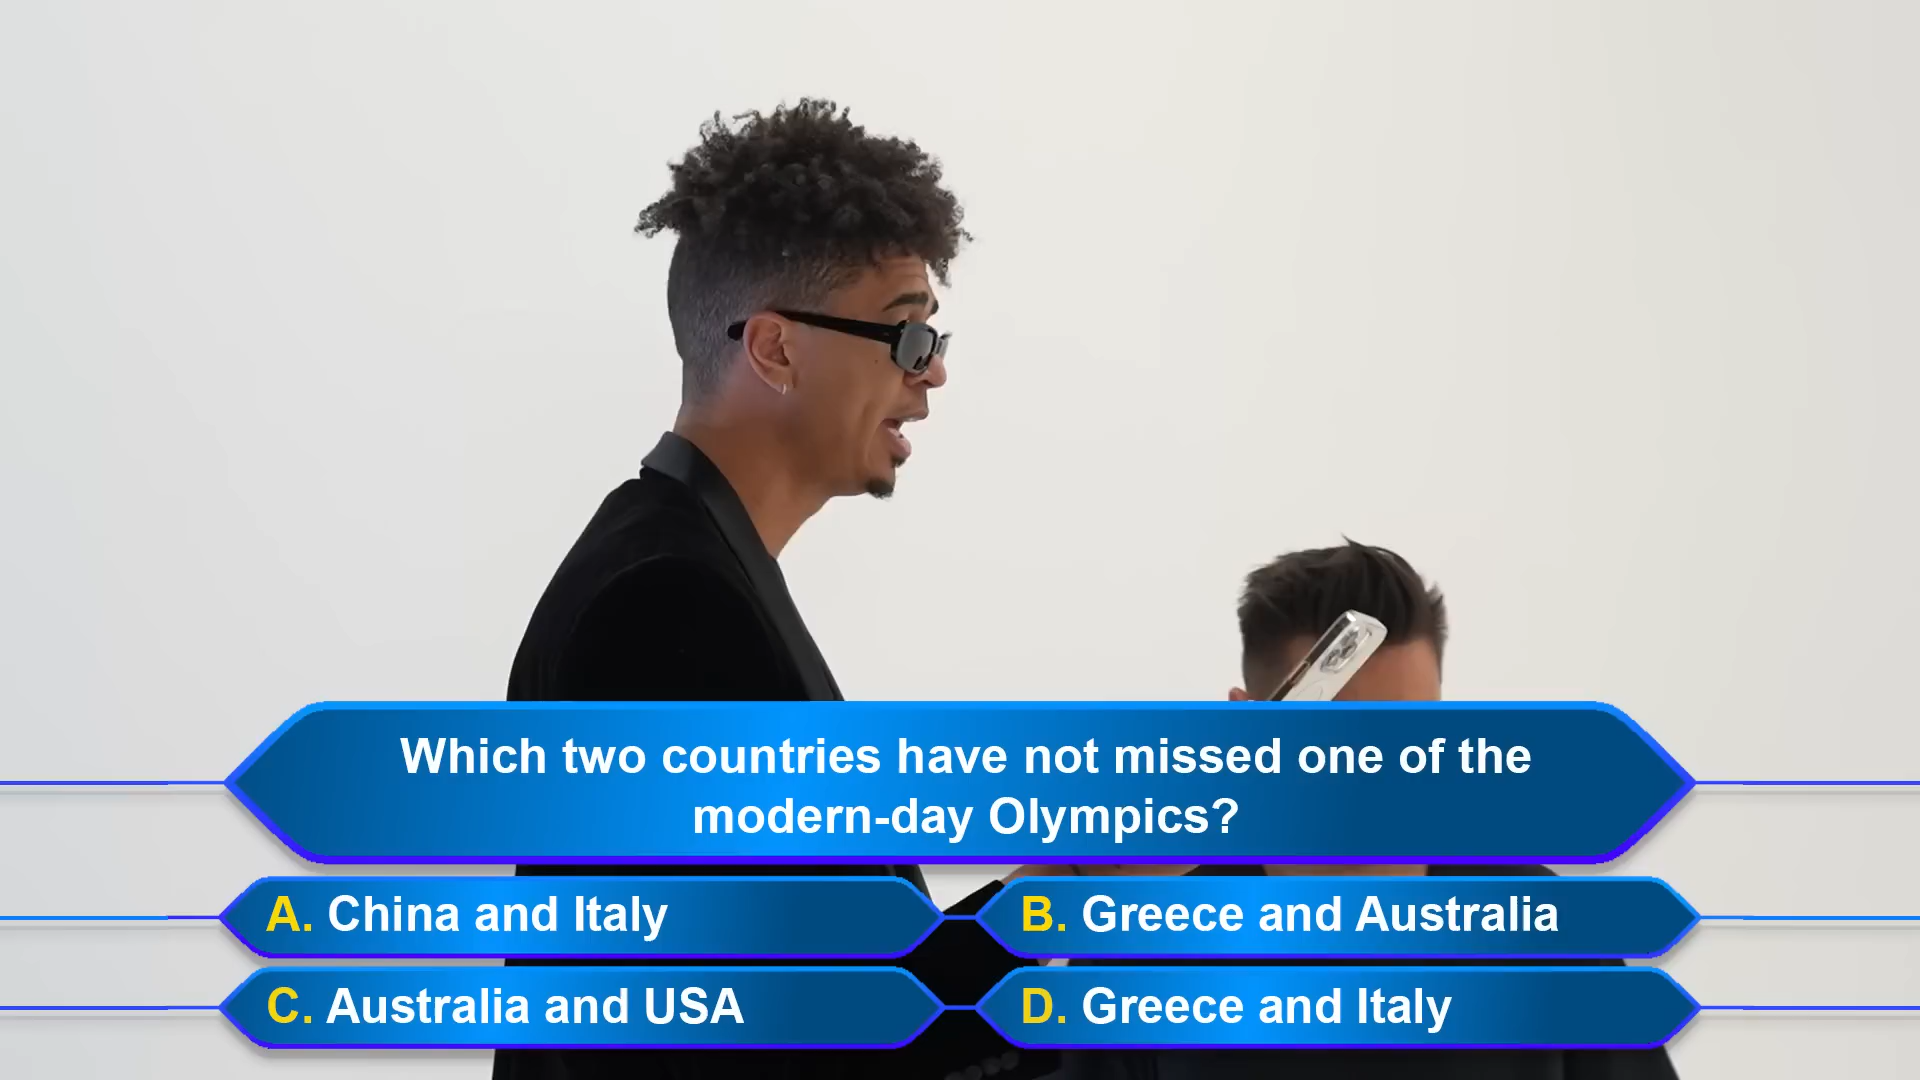 Which two countries have not missed one of the
modern-day Olympics?
A. China and Italy
B. Greece and Australia
C. Australia and USA
D. Greece and Italy